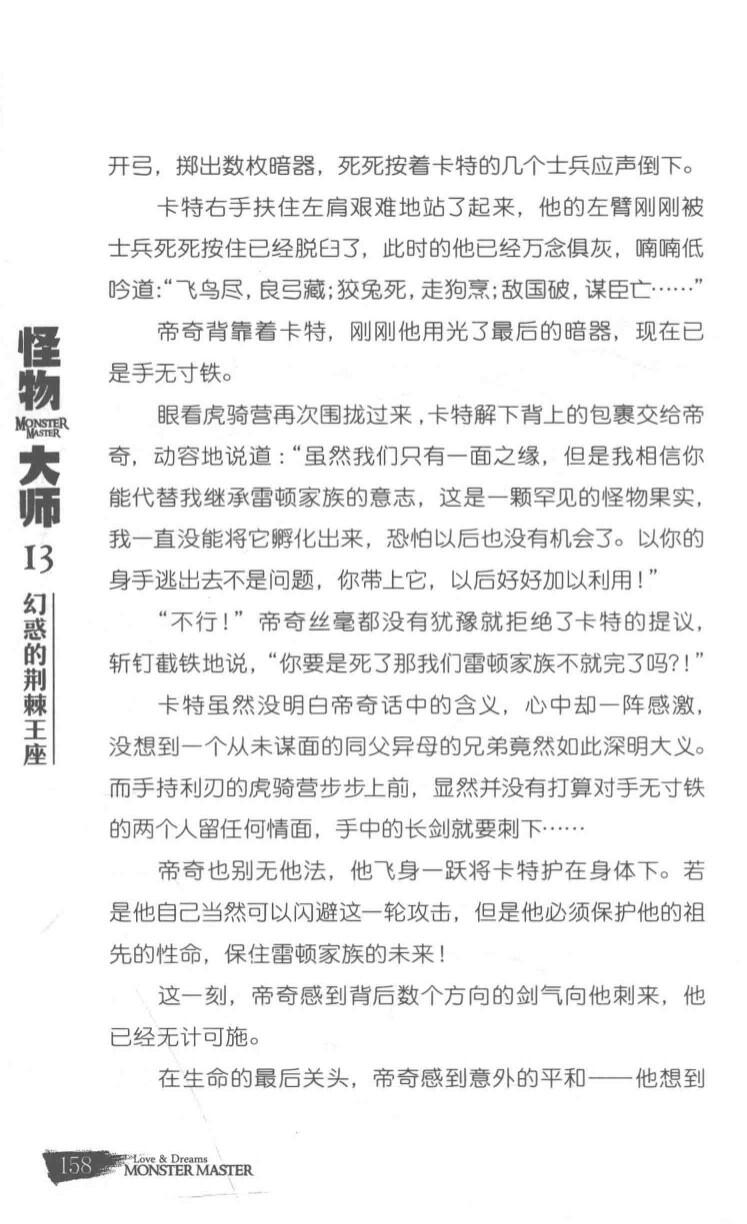 开弓，掷出数枚暗器，死死按着卡特的几个士兵应声倒下。
卡特右手扶住左肩艰难地站了起来，他的左臂刚刚被
士兵死死按住已经脱臼了，此时的他已经万念俱灰，喃喃低
吟道：“飞鸟尽，良弓藏；狡兔死，走狗烹；敌国破，谋臣亡……”
帝奇背靠着卡特，刚刚他用光了最后的暗器，现在已
是手无寸铁。
眼看虎骑营再次围拢过来，卡特解下背上的包裹交给帝
奇，动容地说道：“虽然我们只有一面之缘，但是我相信你
能代替我继承雷顿家族的意志，这是一颗罕见的怪物果实，
我一直没能将它孵化出来，恐怕以后也没有机会了。以你的
身手逃出去不是问题，你带上它，以后好好加以利用！”
“不行！”帝奇丝毫都没有犹豫就拒绝了卡特的提议，
斩钉截铁地说，“你要是死了那我们雷顿家族不就完了吗？！”
卡特虽然没明白帝奇话中的含义，心中却一阵感激，
没想到一个从未谋面的同父异母的兄弟竟然如此深明大义。
而手持利刃的虎骑营步步上前，显然并没有打算对手无寸铁
的两个人留任何情面，手中的长剑就要刺下……
帝奇也别无他法，他飞身一跃将卡特护在身体下。若
是他自己当然可以闪避这一轮攻击，但是他必须保护他的祖
先的性命，保住雷顿家族的未来！
这一刻，帝奇感到背后数个方向的剑气向他刺来，他
已经无计可施。
在生命的最后关头，帝奇感到意外的平和——他想到
怪物
MONSTER
MASTER
大师
13
幻惑的荆棘王座
158
Love & Dreams
MONSTER MASTER